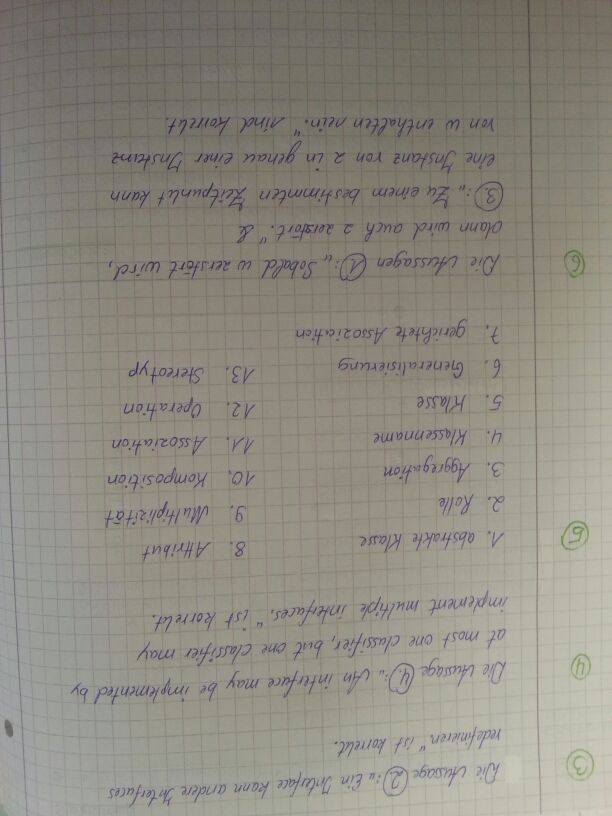 ③ Die Aussage ②: „Ein Interface kann andere Interfaces
redefinieren" ist korrekt.
④ Die Aussage ④: „An interface may be implemented by
at most one classifier, but one classifier may
implement multiple interfaces." ist korrekt.
⑤ 1. abstrakte Klasse 8. Attribut
2. Rolle 9. Multiplizität
3. Aggregation 10. Komposition
4. Klassenname 11. Assoziation
5. Klasse 12. Operation
6. Generalisierung 13. Stereotyp
7. gerichtete Assoziation
⑥ Die Aussagen ①: „Sobald w zerstört wird,
dann wird auch z zerstört." &
③: „Zu einem bestimmten Zeitpunkt kann
eine Instanz von z in genau einer Instanz
von w enthalten sein." sind korrekt.